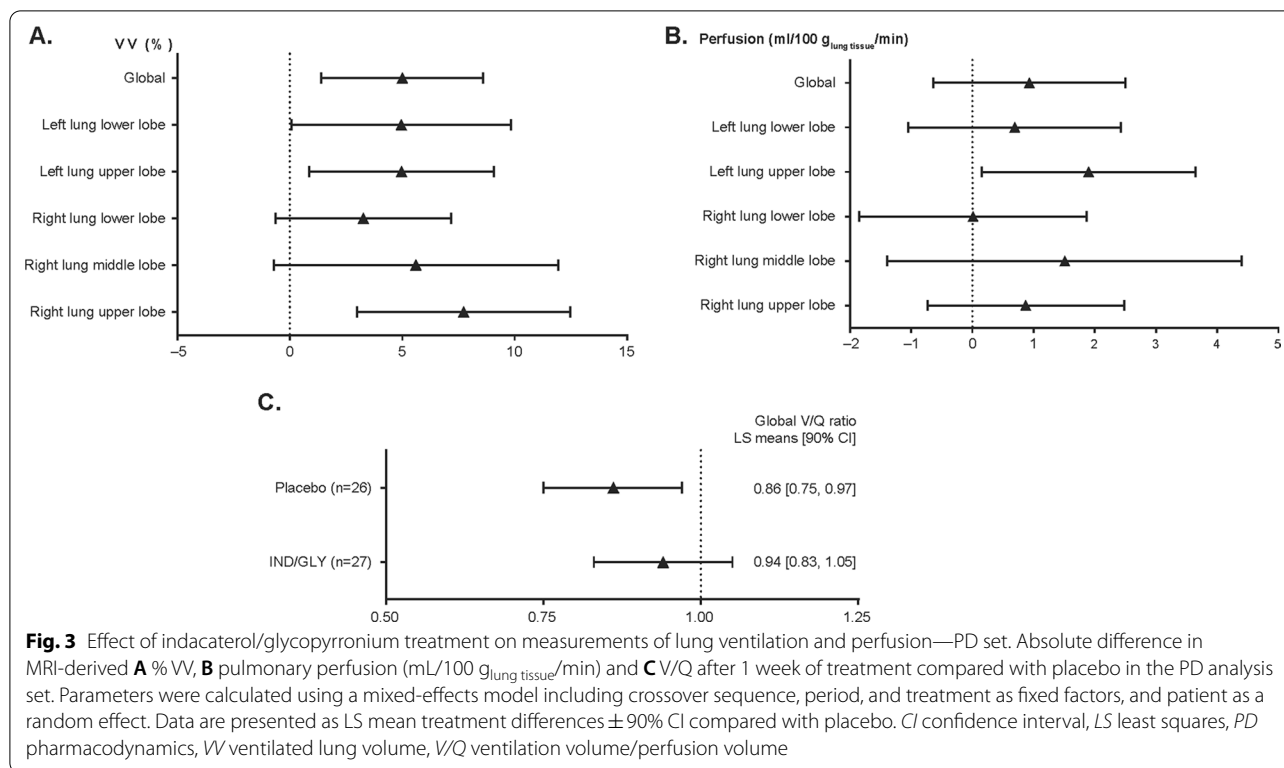 A.
VV (%)
Global
Left lung lower lobe
Left lung upper lobe
Right lung lower lobe
Right lung middle lobe
Right lung upper lobe
–5 0 5 10 15
B. Perfusion (ml/100 g lung tissue/min)
Global
Left lung lower lobe
Left lung upper lobe
Right lung lower lobe
Right lung middle lobe
Right lung upper lobe
–2 –1 0 1 2 3 4 5
C.
Global V/Q ratio
LS means [90% CI]
Placebo (n=26) 0.86 [0.75, 0.97]
IND/GLY (n=27) 0.94 [0.83, 1.05]
0.50 0.75 1.00 1.25
Fig. 3 Effect of indacaterol/glycopyrronium treatment on measurements of lung ventilation and perfusion—PD set. Absolute difference in
MRI-derived A % VV, B pulmonary perfusion (mL/100 g lung tissue/min) and C V/Q after 1 week of treatment compared with placebo in the PD analysis
set. Parameters were calculated using a mixed-effects model including crossover sequence, period, and treatment as fixed factors, and patient as a
random effect. Data are presented as LS mean treatment differences ± 90% CI compared with placebo. CI confidence interval, LS least squares, PD
pharmacodynamics, VV ventilated lung volume, V/Q ventilation volume/perfusion volume